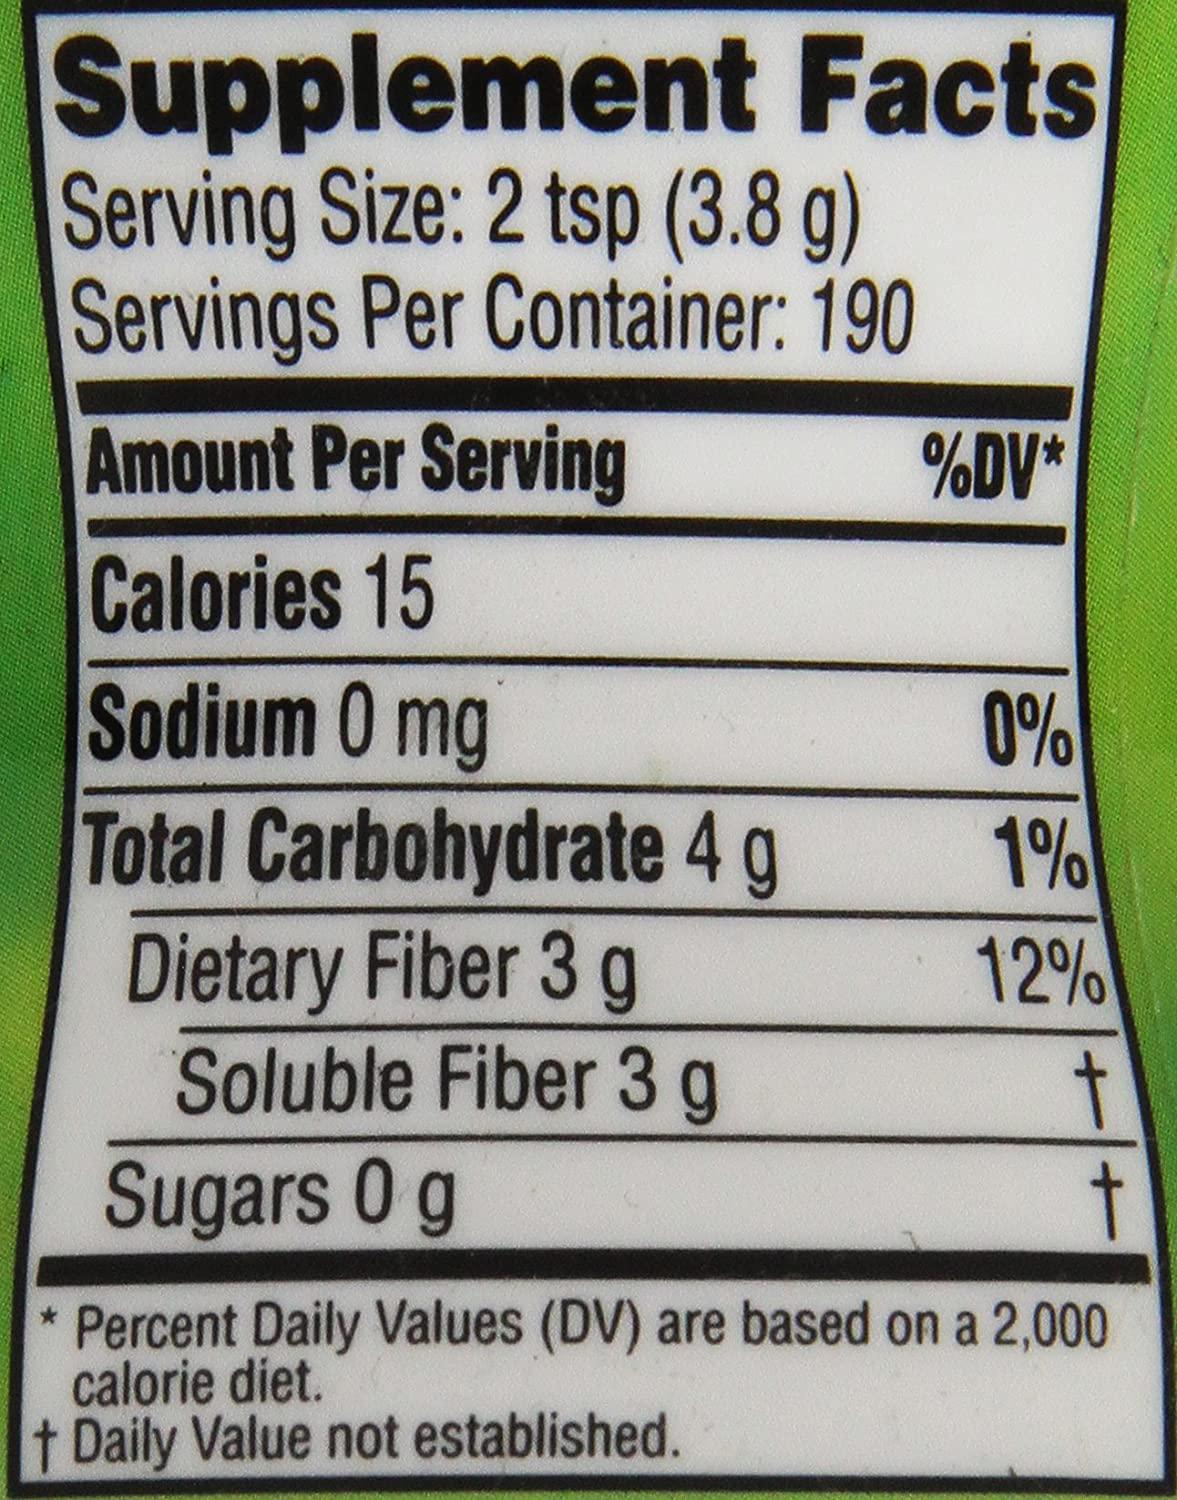 Supplement Facts
Serving Size: 2 tsp (3.8 g)
Servings Per Container: 190
Amount Per Serving %DV*
Calories 15
Sodium 0 mg 0%
Total Carbohydrate 4 g 1%
Dietary Fiber 3 g 12%
Soluble Fiber 3 g †
Sugars 0 g †
* Percent Daily Values (DV) are based on a 2,000
calorie diet.
† Daily Value not established.